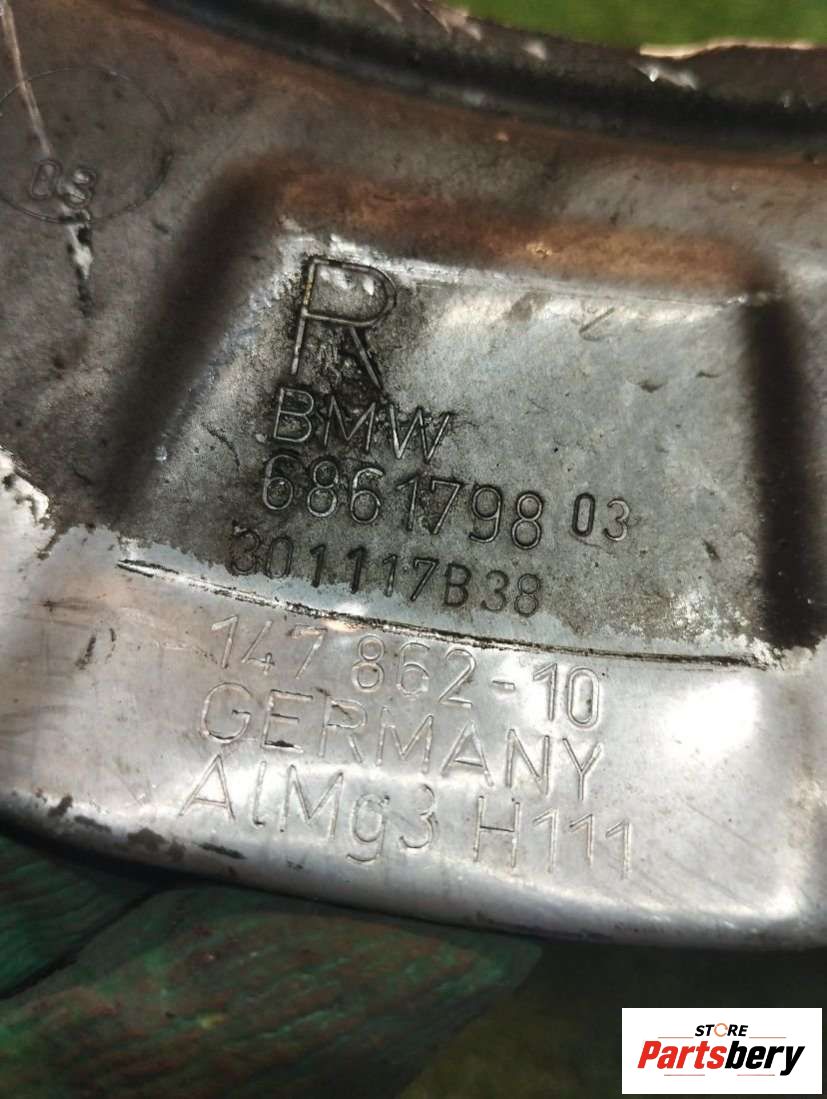 03
R
BMW
6861798 03
301117B38
147 862-10
GERMANY
AlMg3 H111
STORE
Partsbery